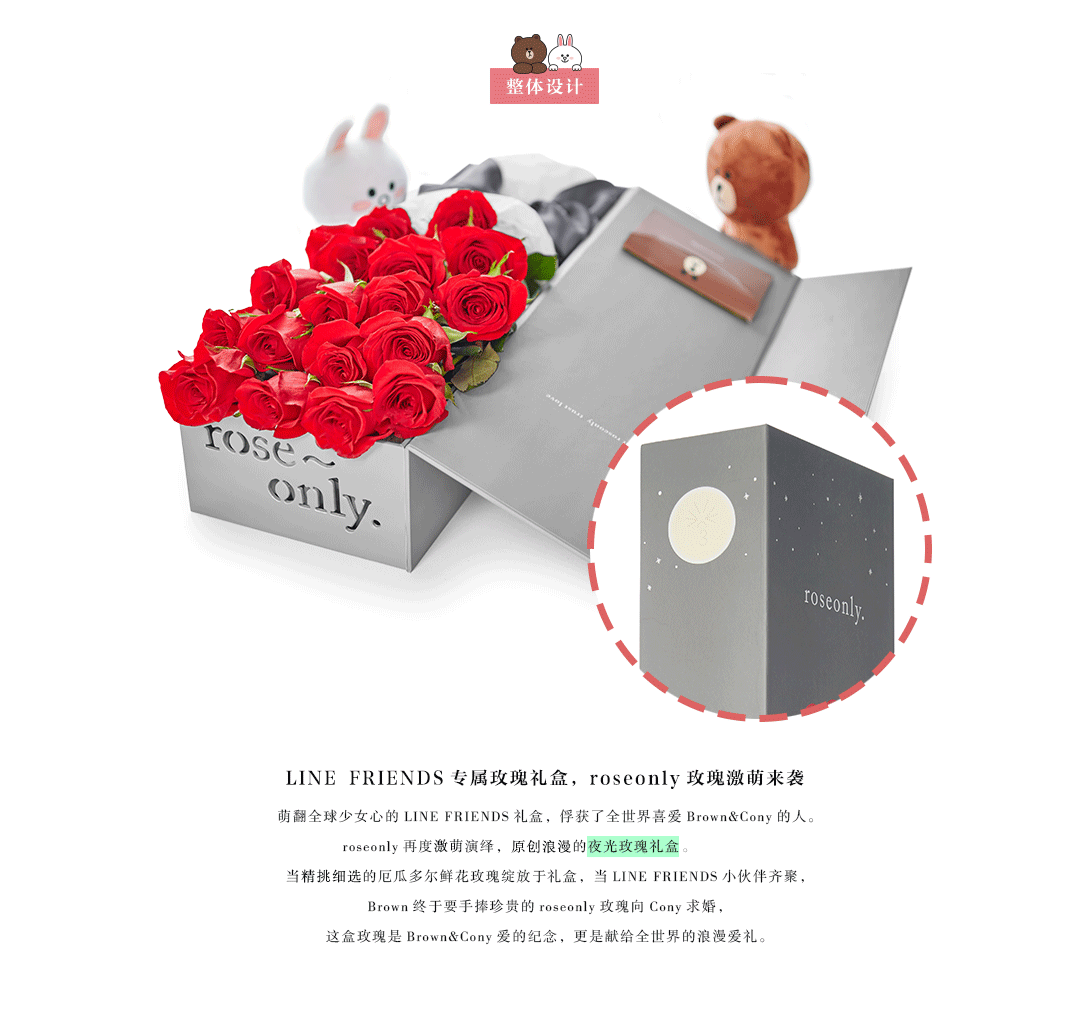 整体设计
roseonly trust love
rose~
only.
roseonly.
LINE FRIENDS 专属玫瑰礼盒，roseonly 玫瑰激萌来袭
萌翻全球少女心的 LINE FRIENDS 礼盒，俘获了全世界喜爱 Brown&Cony 的人。
roseonly 再度激萌演绎，原创浪漫的夜光玫瑰礼盒。
当精挑细选的厄瓜多尔鲜花玫瑰绽放于礼盒，当 LINE FRIENDS 小伙伴齐聚，
Brown 终于要手捧珍贵的 roseonly 玫瑰向 Cony 求婚，
这盒玫瑰是 Brown&Cony 爱的纪念，更是献给全世界的浪漫爱礼。